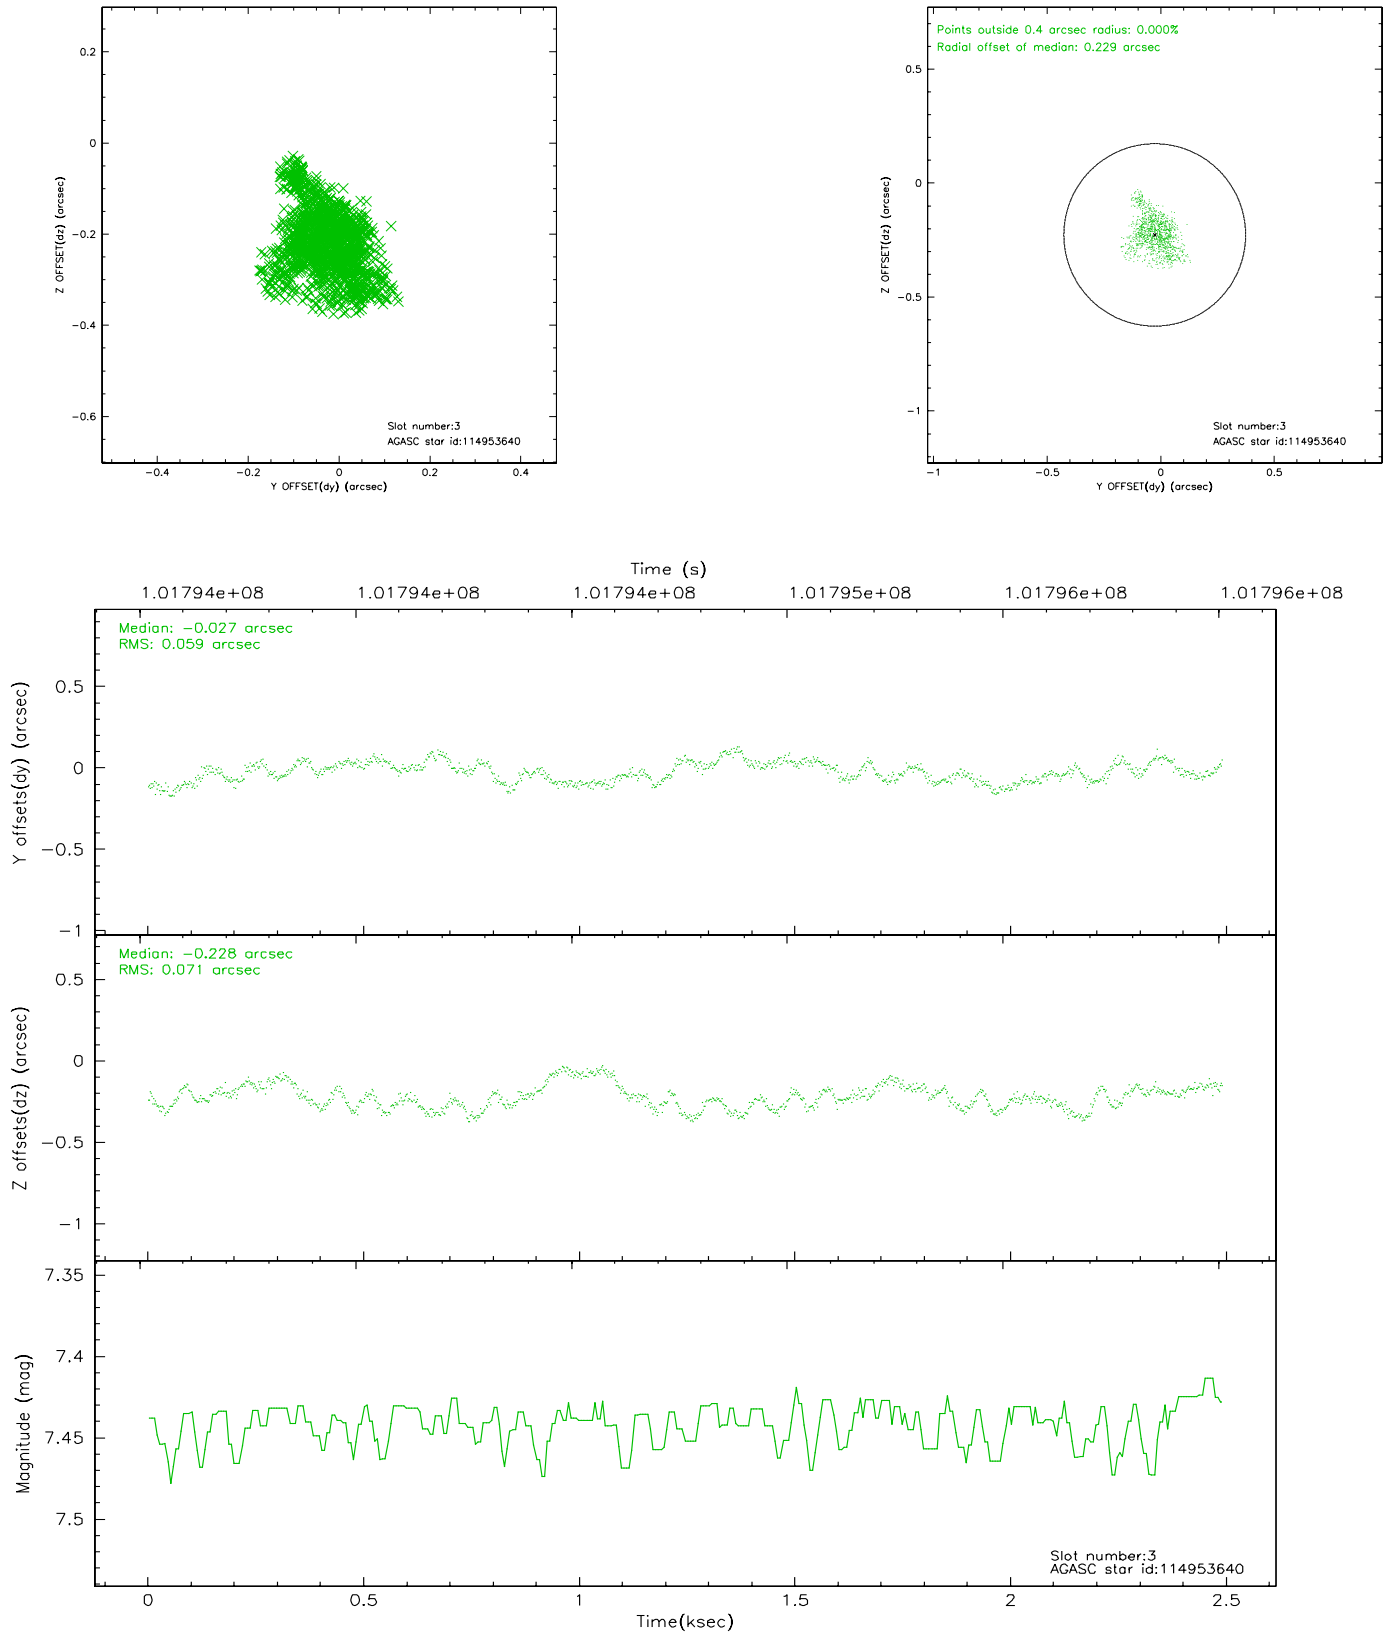 0.2
0
−0.2
−0.4
−0.6
Z OFFSET(dz) (arcsec)
Slot number:3
AGASC star id:114953640
−0.4 −0.2 0 0.2 0.4
Y OFFSET(dy) (arcsec)
Points outside 0.4 arcsec radius: 0.000%
Radial offset of median: 0.229 arcsec
0.5
0
−0.5
−1
Z OFFSET(dz) (arcsec)
Slot number:3
AGASC star id:114953640
−1 −0.5 0 0.5
Y OFFSET(dy) (arcsec)
Time (s)
1.01794e+08 1.01794e+08 1.01794e+08 1.01795e+08 1.01796e+08 1.01796e+08
Median: −0.027 arcsec
RMS: 0.059 arcsec
0.5
0
−0.5
−1
Y offsets(dy) (arcsec)
Median: −0.228 arcsec
RMS: 0.071 arcsec
0.5
0
−0.5
−1
Z offsets(dz) (arcsec)
7.35
7.4
7.45
7.5
Magnitude (mag)
Slot number:3
AGASC star id:114953640
0 0.5 1 1.5 2 2.5
Time(ksec)